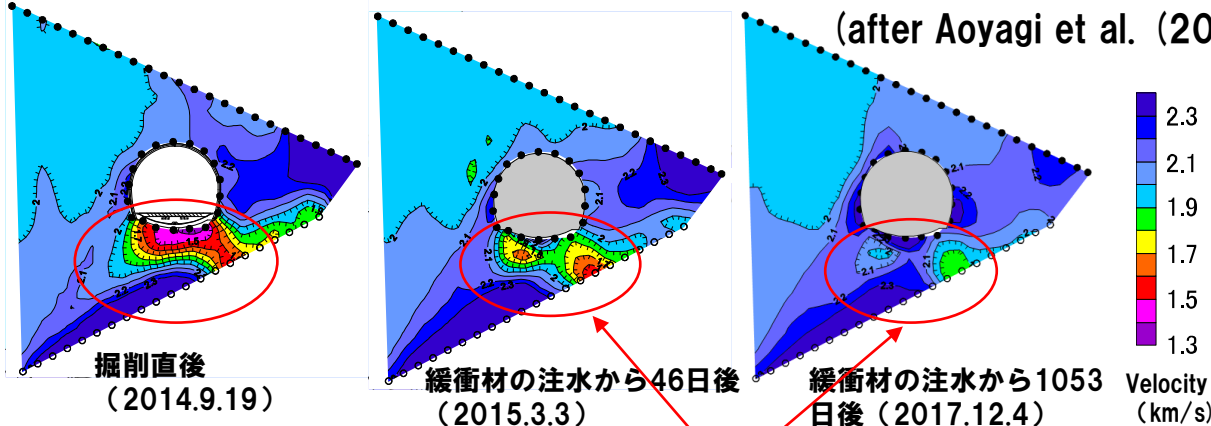 (after Aoyagi et al. (20
2.3
2.1
1.9
1.7
1.5
1.3
Velocity
(km/s)
掘削直後
(2014.9.19)
緩衝材の注水から46日後
(2015.3.3)
緩衝材の注水から1053
日後(2017.12.4)